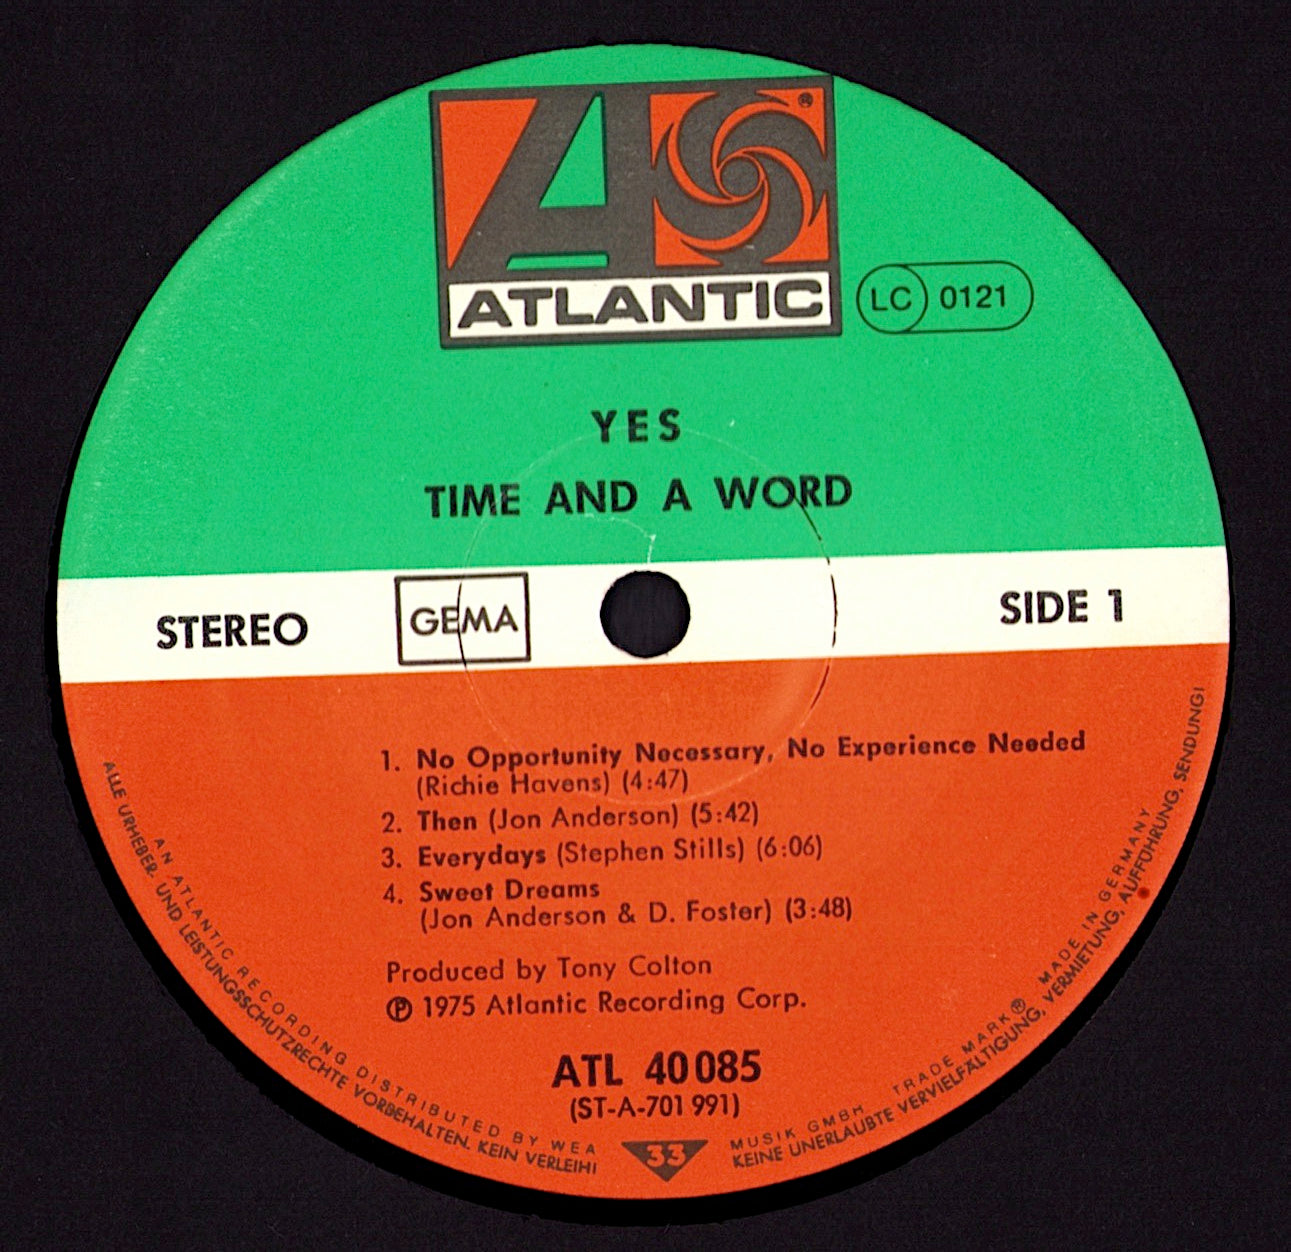 ATLANTIC
®
LC 0121
YES
TIME AND A WORD
STEREO
GEMA
SIDE 1
1. No Opportunity Necessary, No Experience Needed
(Richie Havens) (4:47)
2. Then (Jon Anderson) (5:42)
3. Everydays (Stephen Stills) (6:06)
4. Sweet Dreams
(Jon Anderson & D. Foster) (3:48)
Produced by Tony Colton
℗ 1975 Atlantic Recording Corp.
ATL 40 085
(ST-A-701 991)
33
AN ATLANTIC RECORDING DISTRIBUTED BY WEA MUSIK GMBH TRADE MARK® MADE IN GERMANY
ALLE URHEBER- UND LEISTUNGSSCHUTZRECHTE VORBEHALTEN. KEIN VERLEIH! KEINE UNERLAUBTE VERVIELFÄLTIGUNG, VERMIETUNG, AUFFÜHRUNG, SENDUNG!